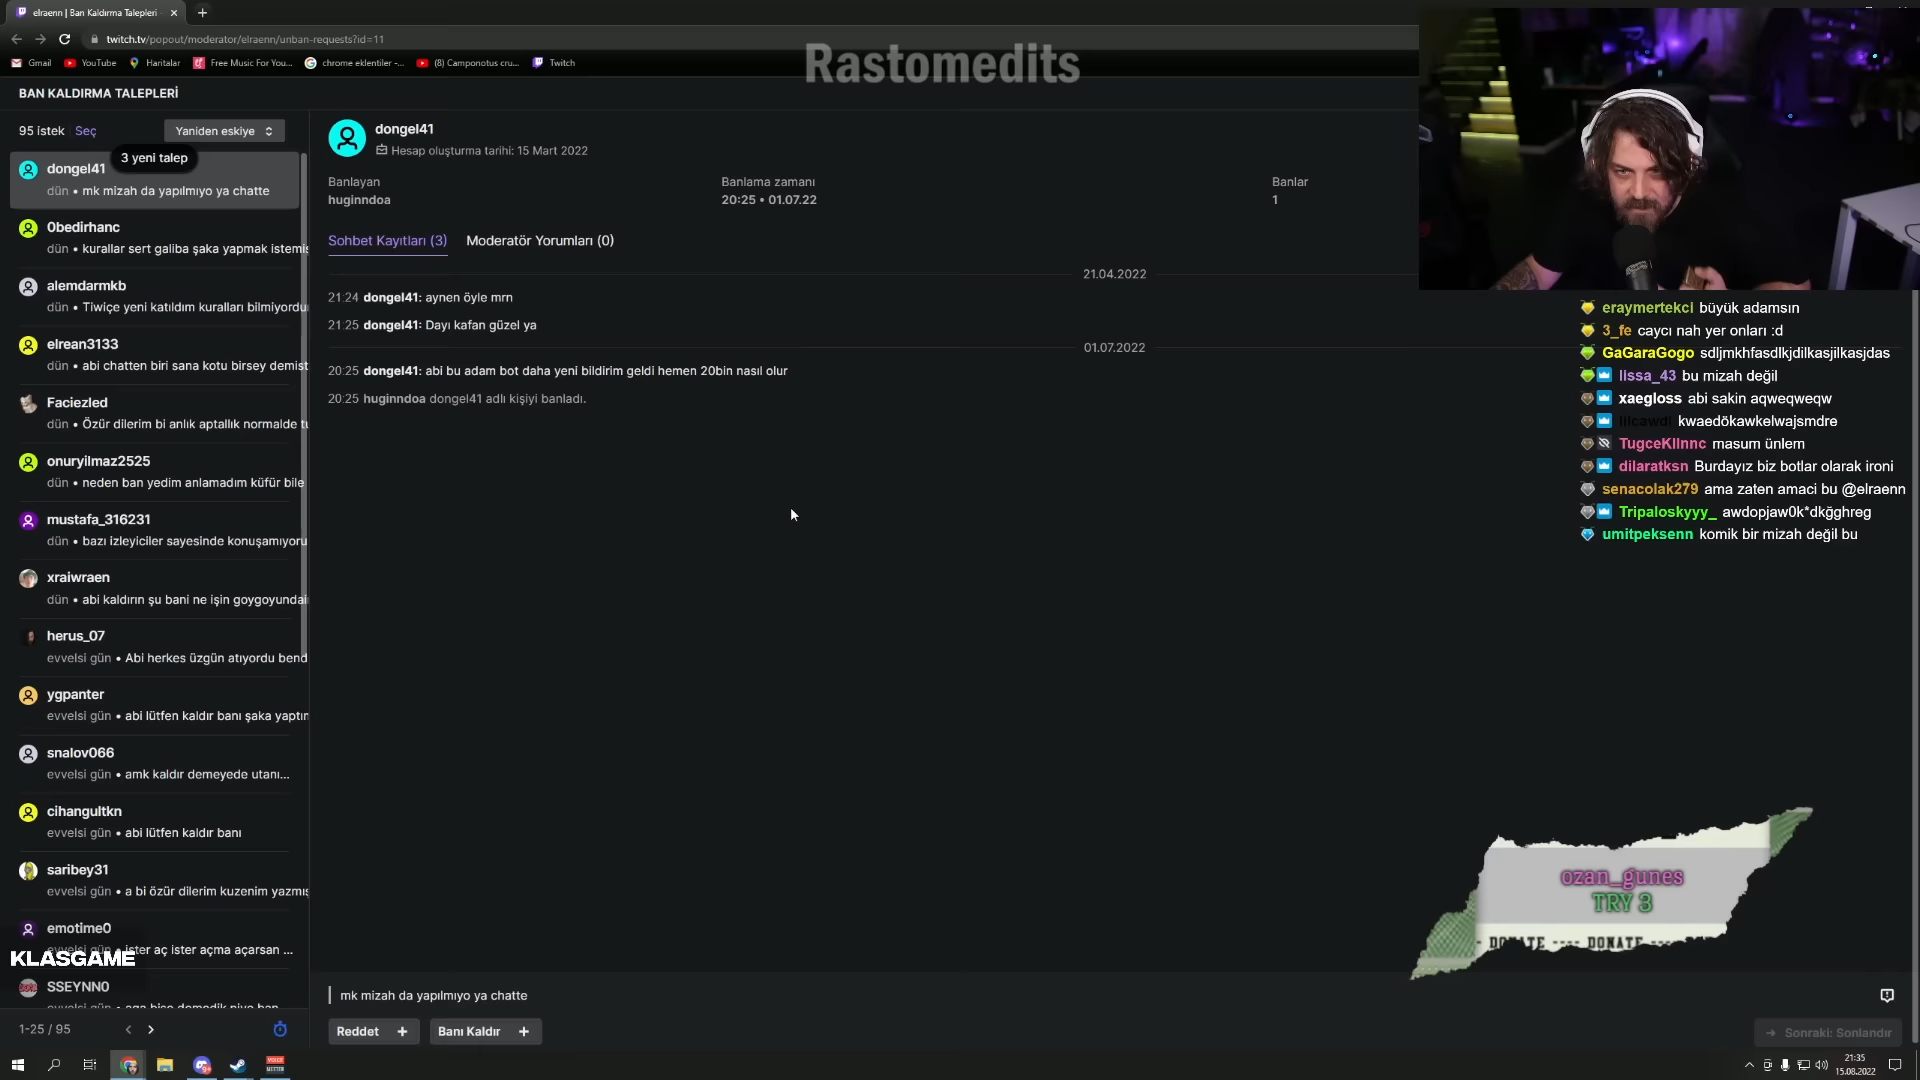 elraenn | Ban Kaldırma Talepleri
twitch.tv/popout/moderator/elraenn/unban-requests?id=11
Gmail
YouTube
Haritalar
Free Music For You...
chrome eklentiler -...
(8) Camponotus cru...
Twitch
Rastomedits
BAN KALDIRMA TALEPLERİ
95 istek Seç
Yaniden eskiye
3 yeni talep
dongel41
dün • mk mizah da yapılmıyo ya chatte
0bedirhanc
dün • kurallar sert galiba şaka yapmak istemiş
alemdarmkb
dün • Tiwiçe yeni katıldım kuralları bilmiyordu
elrean3133
dün • abi chatten biri sana kotu birsey demist
Faciezled
dün • Özür dilerim bi anlık aptallık normalde tu
onuryilmaz2525
dün • neden ban yedim anlamadım küfür bile
mustafa_316231
dün • bazı izleyiciler sayesinde konuşamıyoru
xraiwraen
dün • abi kaldırın şu bani ne işin goygoyundai
herus_07
evvelsi gün • Abi herkes üzgün atıyordu bend
ygpanter
evvelsi gün • abi lütfen kaldır banı şaka yaptın
snalov066
evvelsi gün • amk kaldır demeyede utanı...
cihangultkn
evvelsi gün • abi lütfen kaldır banı
saribey31
evvelsi gün • a bi özür dilerim kuzenim yazmış
emotime0
evvelsi gün • ister aç ister açma açarsan ...
KLASGAME
SSEYNN0
1-25 / 95
dongel41
Hesap oluşturma tarihi: 15 Mart 2022
Banlayan
huginndoa
Banlama zamanı
20:25 • 01.07.22
Banlar
1
Sohbet Kayıtları (3)
Moderatör Yorumları (0)
21.04.2022
21:24 dongel41: aynen öyle mrn
21:25 dongel41: Dayı kafan güzel ya
01.07.2022
20:25 dongel41: abi bu adam bot daha yeni bildirim geldi hemen 20bin nasıl olur
20:25 huginndoa dongel41 adlı kişiyi banladı.
mk mizah da yapılmıyo ya chatte
Reddet +
Banı Kaldır +
Sonraki: Sonlandır
eraymertekci büyük adamsın
3_fe caycı nah yer onları :d
GaGaraGogo sdljmkhfasdlkjdilkasjilkasjdas
lissa_43 bu mizah değil
xaegloss abi sakin aqweqweqw
kwaedökawkelwajsmdre
TugceKlInnc masum ünlem
dilaratksn Burdayız biz botlar olarak ironi
senacolak279 ama zaten amaci bu @elraenn
Tripaloskyyy_ awdopjaw0k*dkğghreg
umitpeksenn komik bir mizah değil bu
ozan_gunes
TRY 3
DONATE ---- DONATE
VOICE
MEETER
21:35
15.08.2022